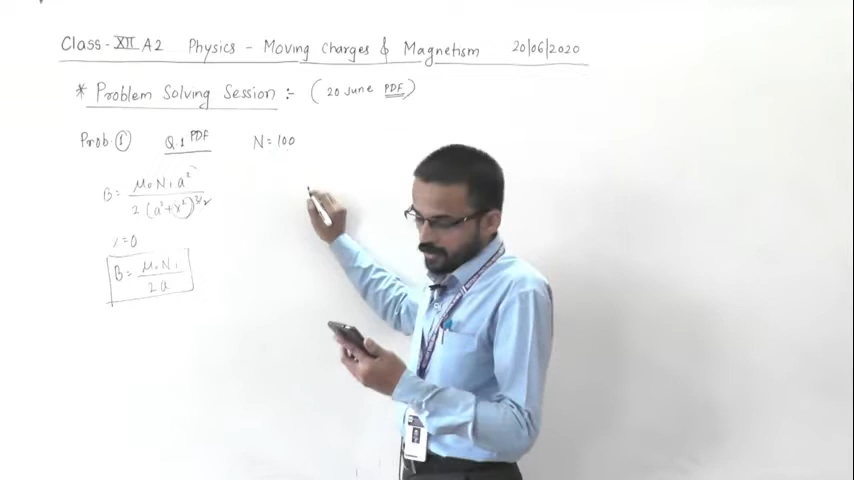 Class-XII A2 Physics - Moving Charges & Magnetism 20/06/2020
* Problem Solving Session :- (20 June PDF)
Prob. ① Q.1 PDF N = 100
B = μ₀ N i a² / 2 (a² + x²)^3/2
x = 0
B = μ₀ N i / 2a